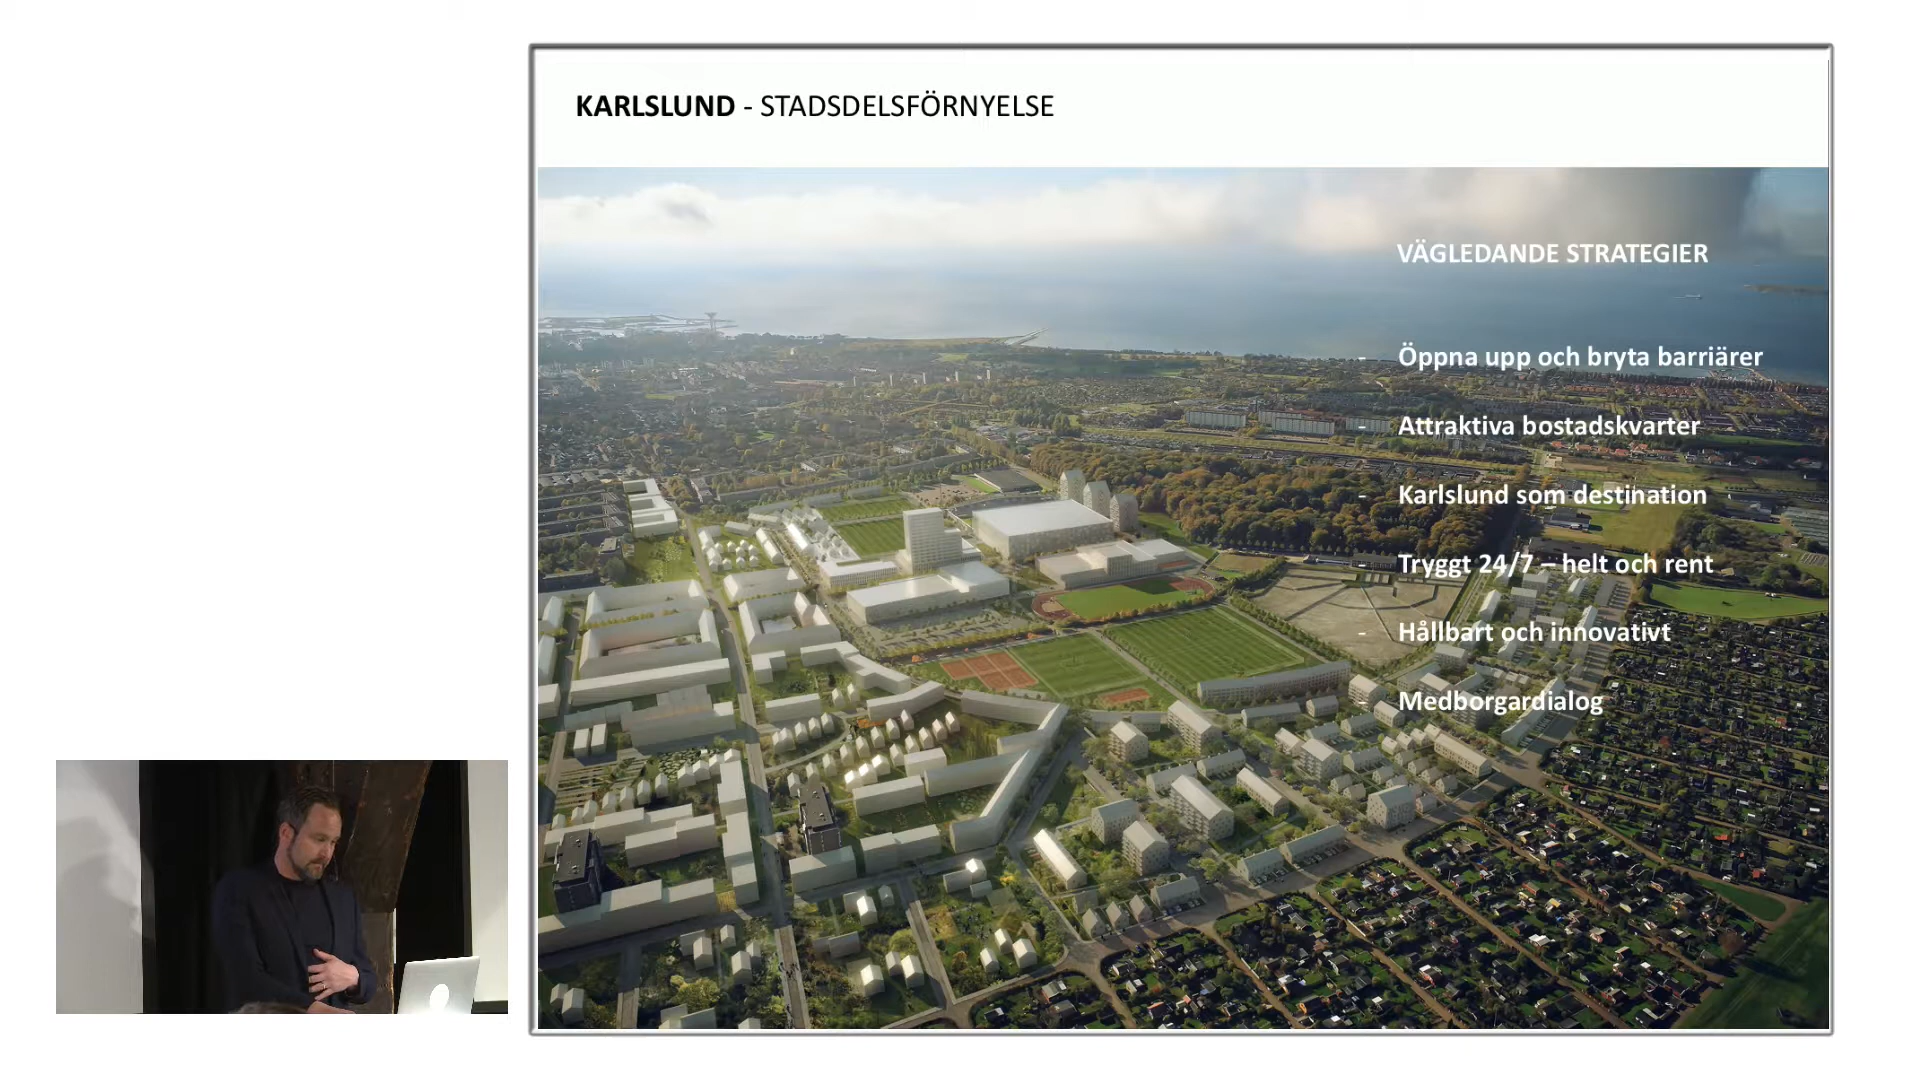 KARLSLUND - STADSDELSFÖRNYELSE
VÄGLEDANDE STRATEGIER
- Öppna upp och bryta barriärer
- Attraktiva bostadskvarter
- Karlslund som destination
- Tryggt 24/7 – helt och rent
- Hållbart och innovativt
- Medborgardialog